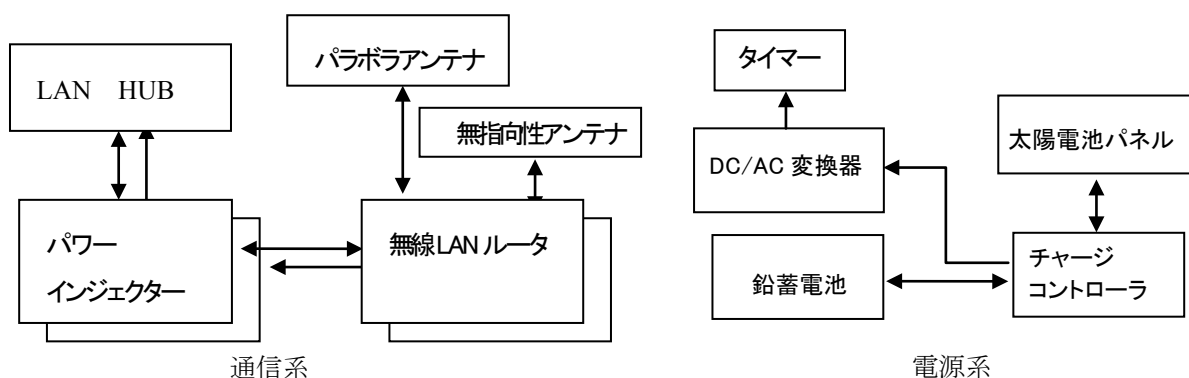 LAN HUB
パラボラアンテナ
無指向性アンテナ
パワー
インジェクター
無線LANルータ
通信系
タイマー
DC/AC 変換器
太陽電池パネル
鉛蓄電池
チャージ
コントローラ
電源系